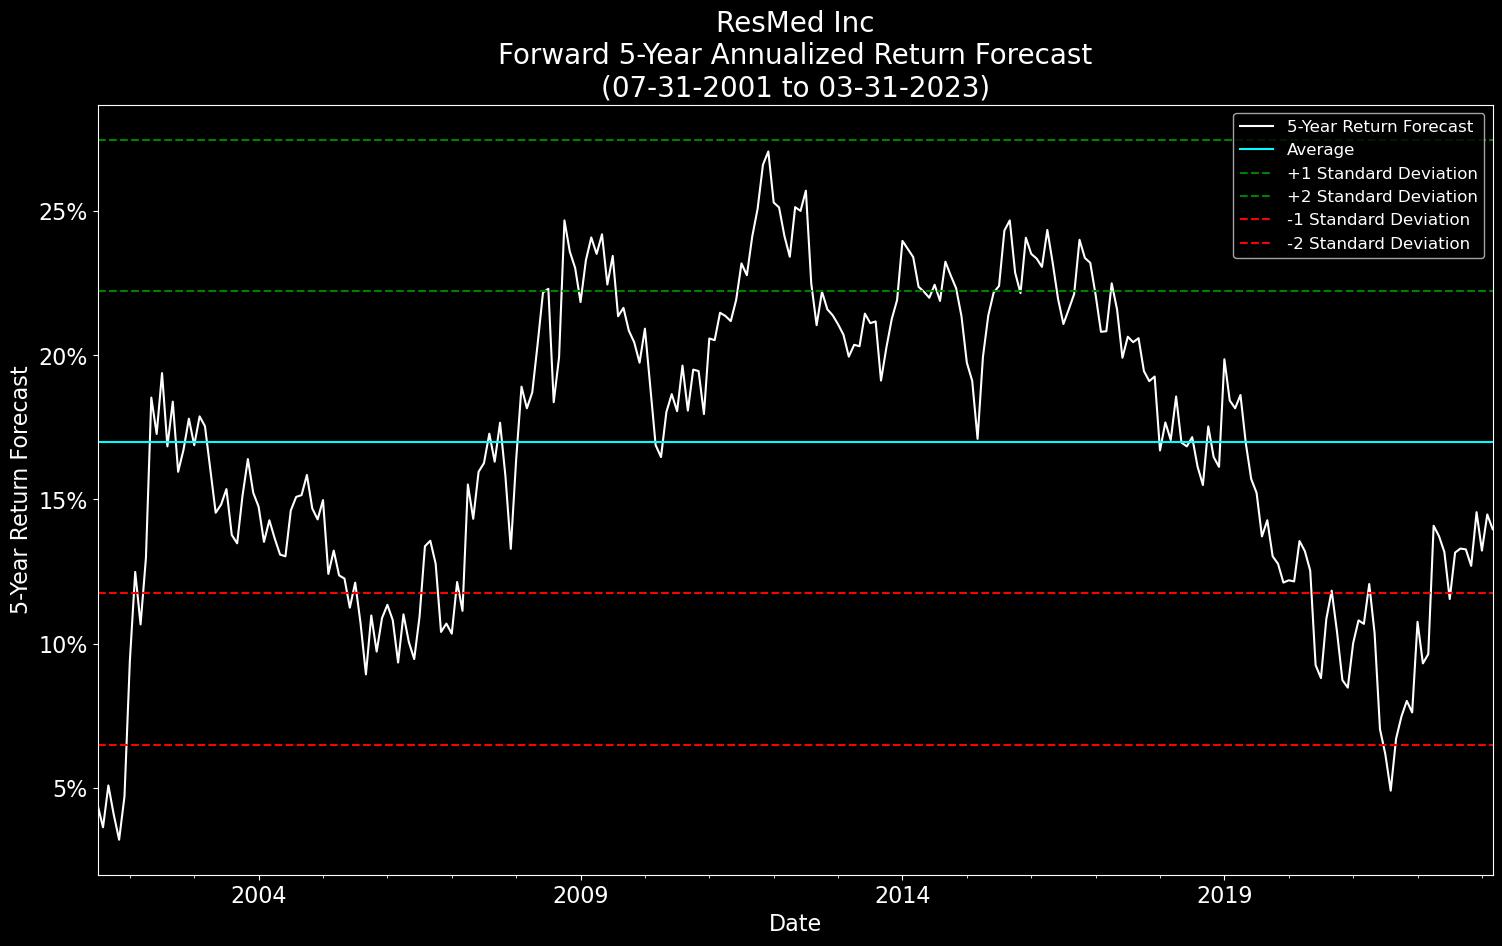 ResMed Inc
Forward 5-Year Annualized Return Forecast
(07-31-2001 to 03-31-2023)
5-Year Return Forecast
Average
+1 Standard Deviation
+2 Standard Deviation
-1 Standard Deviation
-2 Standard Deviation
25%
20%
15%
10%
5%
5-Year Return Forecast
2004
2009
2014
2019
Date